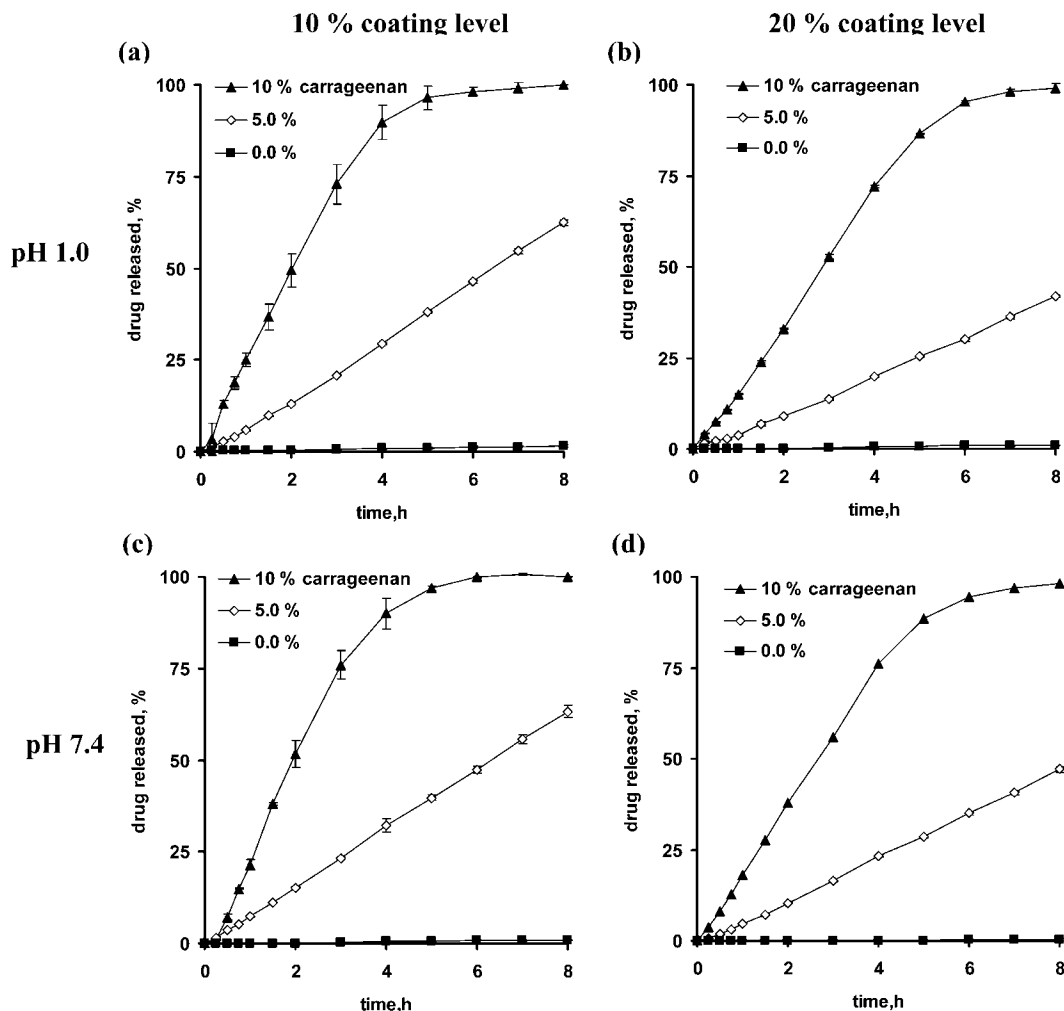 10 % coating level
20 % coating level
(a)
100
75
50
25
0
drug released, %
10 % carrageenan
5.0 %
0.0 %
0 2 4 6 8
time,h
(b)
100
75
50
25
0
drug released, %
10 % carrageenan
5.0 %
0.0 %
0 2 4 6 8
time,h
pH 1.0
(c)
100
75
50
25
0
drug released, %
10 % carrageenan
5.0 %
0.0 %
0 2 4 6 8
time,h
(d)
100
75
50
25
0
drug released, %
10 % carrageenan
5.0 %
0.0 %
0 2 4 6 8
time,h
pH 7.4